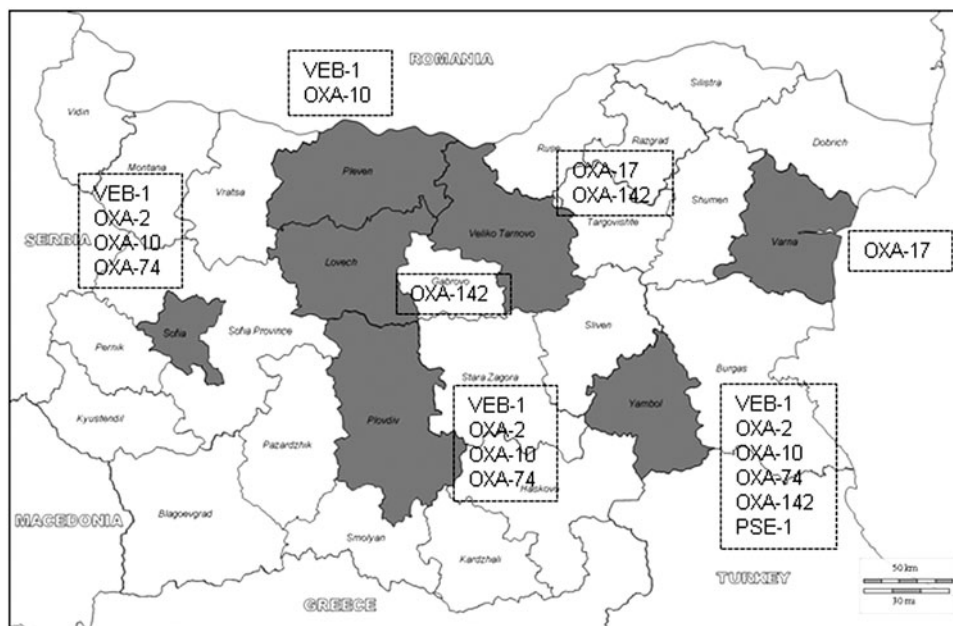 ROMANIA
VEB-1
OXA-10
Silistra
Vidin
Ruse
Razgrad
Dobrich
Montana
Vratsa
Pleven
OXA-17
OXA-142
Shumen
VEB-1
OXA-2
OXA-10
OXA-74
SERBIA
Veliko Tarnovo
Targovishte
Varna
OXA-17
Lovech
Gabrovo
OXA-142
Sofia
Sofia Province
Sliven
Pernik
Stara Zagora
Burgas
Kyustendil
Plovdiv
Yambol
VEB-1
OXA-2
OXA-10
OXA-74
Pazardzhik
Haskovo
VEB-1
OXA-2
OXA-10
OXA-74
OXA-142
PSE-1
MACEDONIA
Blagoevgrad
Smolyan
Kardzhali
50 km
30 mi
TURKEY
GREECE